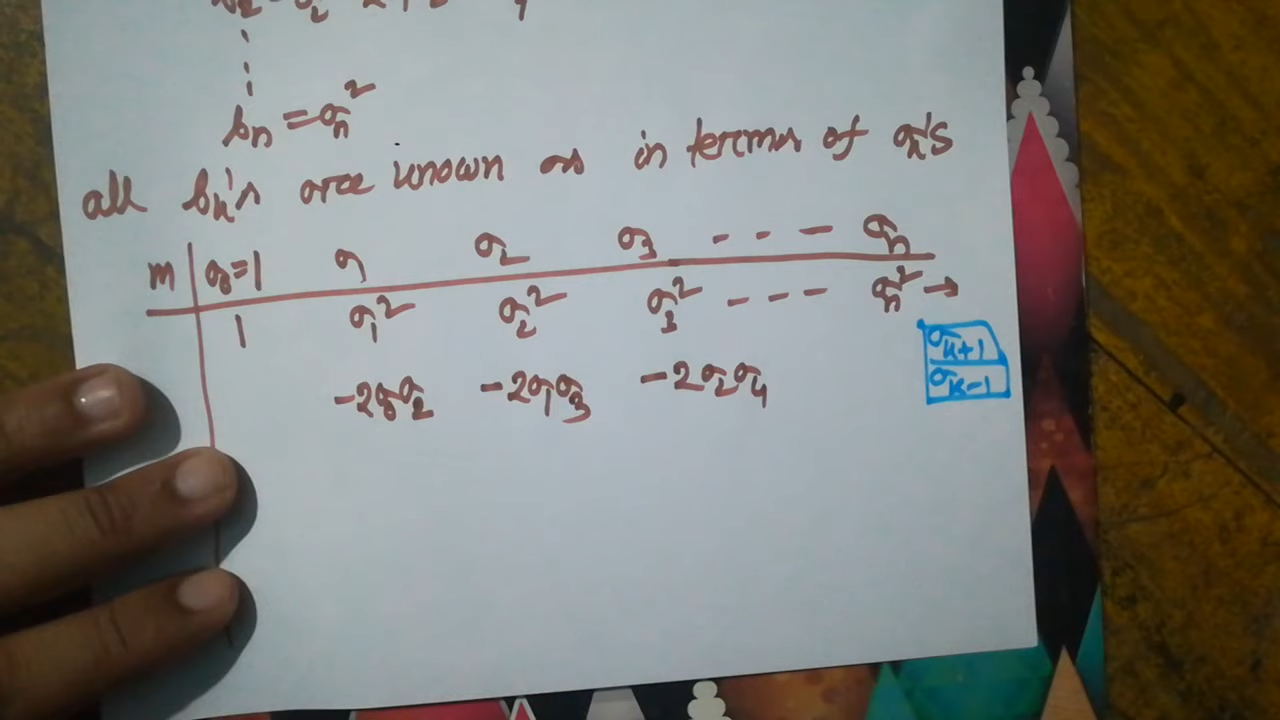 bₙ = aₙ²
all bₖ's are known as in terms of aₖ's
m a₀=1 a₁ a₂ a₃ - - - aₙ
1 a₁² a₂² a₃² - - - aₙ² →
-2a₀a₂ -2a₁a₃ -2a₂a₄
aₖ₊₁
aₖ₋₁